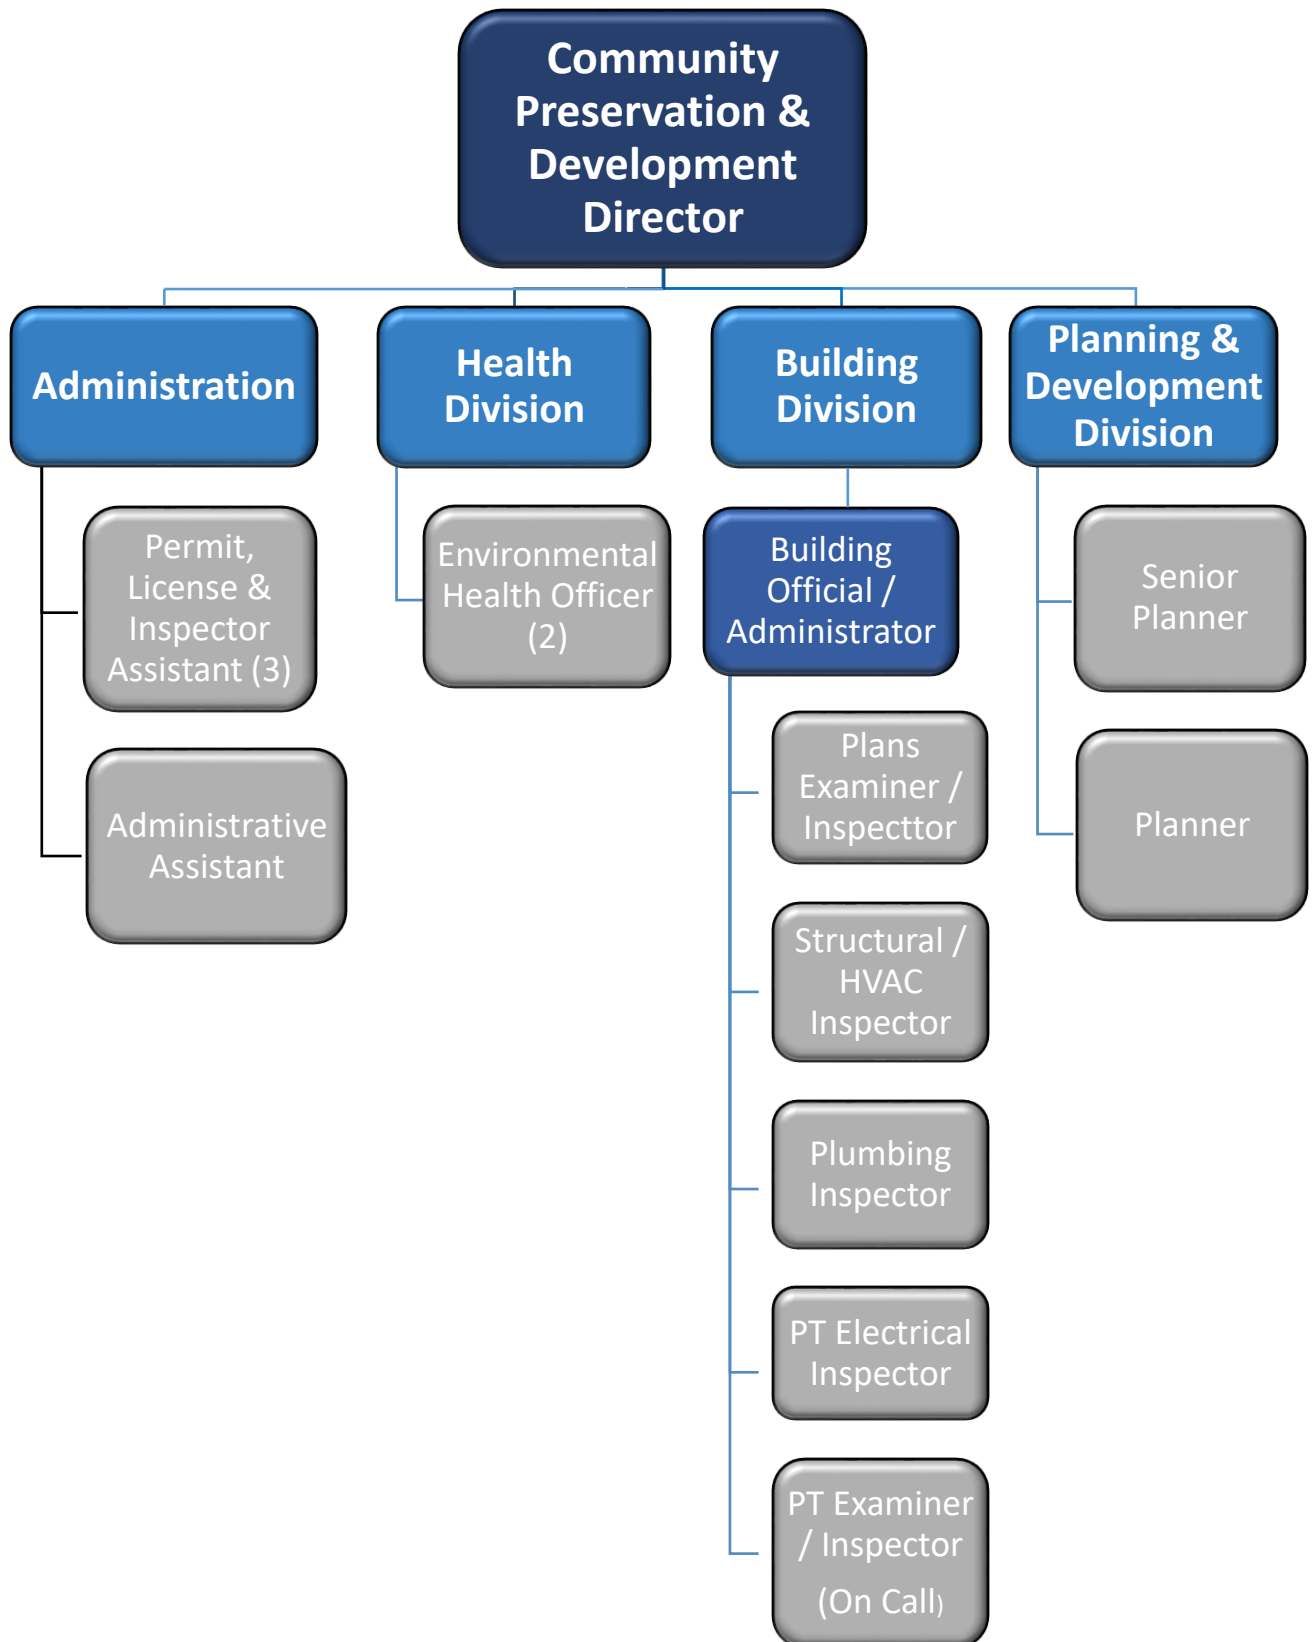 Community
Preservation &
Development
Director
Administration
Health
Division
Building
Division
Planning &
Development
Division
Permit,
License &
Inspector
Assistant (3)
Administrative
Assistant
Environmental
Health Officer
(2)
Building
Official /
Administrator
Plans
Examiner /
Inspecttor
Structural /
HVAC
Inspector
Plumbing
Inspector
PT Electrical
Inspector
PT Examiner
/ Inspector
(On Call)
Senior
Planner
Planner